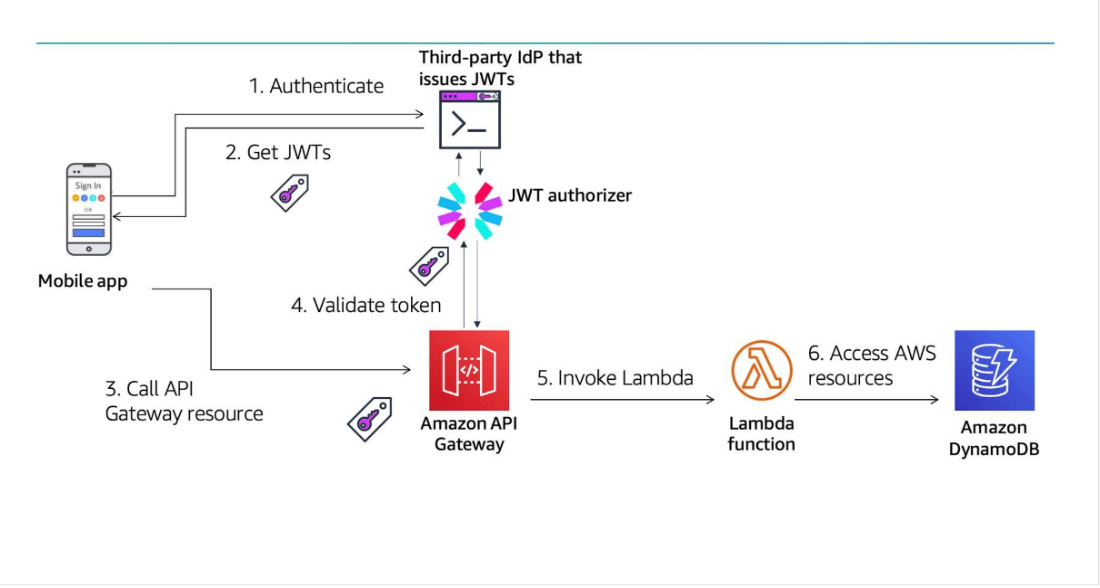 Third-party IdP that
issues JWTs
1. Authenticate
2. Get JWTs
Sign In
OR
JWT authorizer
Mobile app
4. Validate token
3. Call API
Gateway resource
</>
Amazon API
Gateway
5. Invoke Lambda
Lambda
function
6. Access AWS
resources
Amazon
DynamoDB